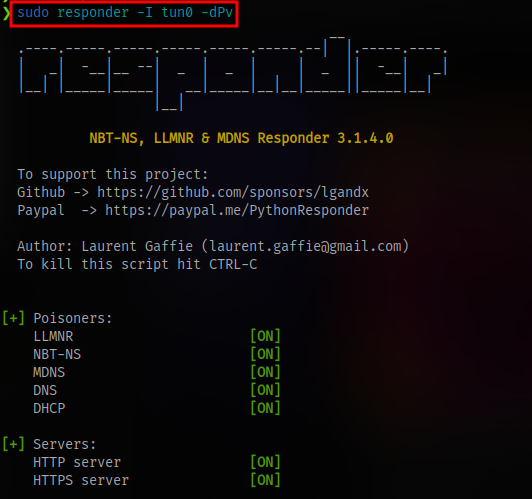 ❯ sudo responder -I tun0 -dPv
NBT-NS, LLMNR & MDNS Responder 3.1.4.0
To support this project:
Github -> https://github.com/sponsors/lgandx
Paypal  -> https://paypal.me/PythonResponder
Author: Laurent Gaffie (laurent.gaffie@gmail.com)
To kill this script hit CTRL-C
[+] Poisoners:
LLMNR [ON]
NBT-NS [ON]
MDNS [ON]
DNS [ON]
DHCP [ON]
[+] Servers:
HTTP server [ON]
HTTPS server [ON]